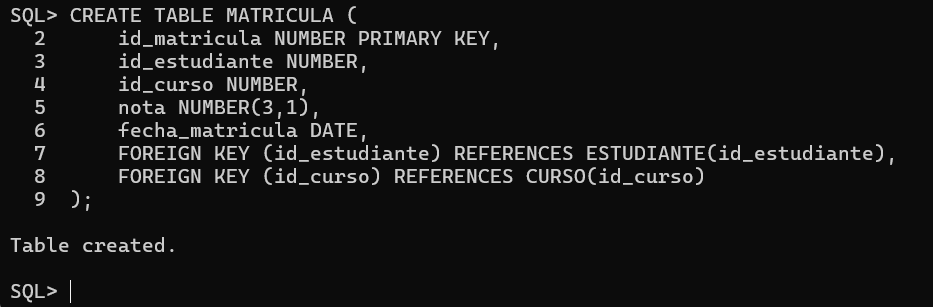 SQL> CREATE TABLE MATRICULA (
  2      id_matricula NUMBER PRIMARY KEY,
  3      id_estudiante NUMBER,
  4      id_curso NUMBER,
  5      nota NUMBER(3,1),
  6      fecha_matricula DATE,
  7      FOREIGN KEY (id_estudiante) REFERENCES ESTUDIANTE(id_estudiante),
  8      FOREIGN KEY (id_curso) REFERENCES CURSO(id_curso)
  9  );
Table created.
SQL>